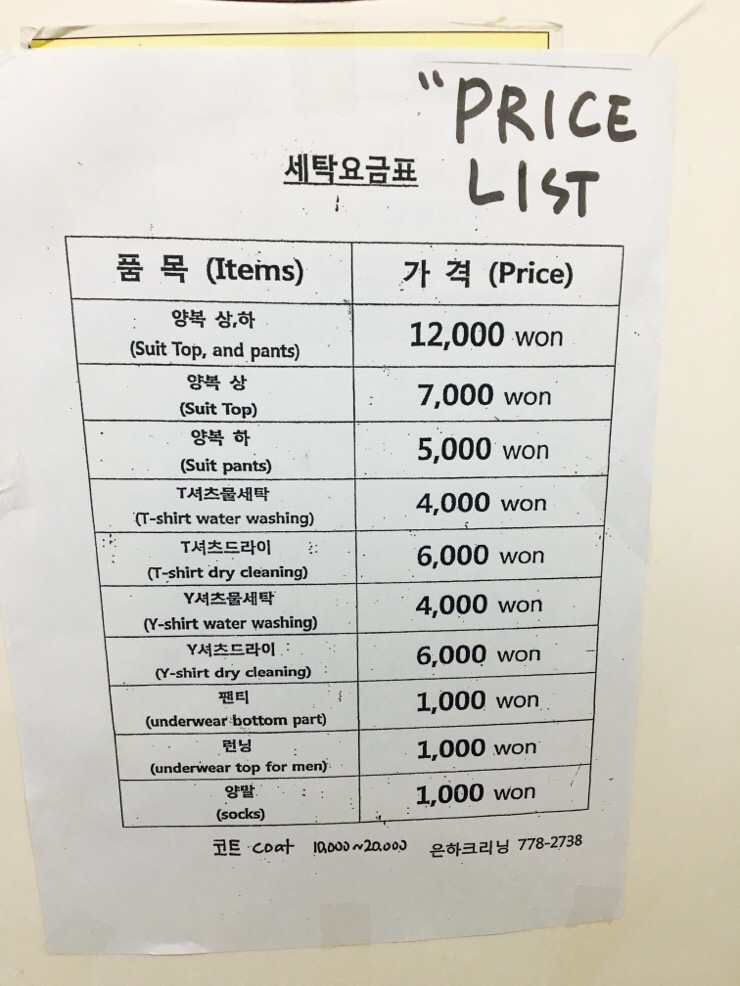 "PRICE
LIST
세탁요금표
품 목 (Items) 가 격 (Price)
양복 상,하
(Suit Top, and pants) 12,000 won
양복 상
(Suit Top) 7,000 won
양복 하
(Suit pants) 5,000 won
T셔츠물세탁
(T-shirt water washing) 4,000 won
T셔츠드라이
(T-shirt dry cleaning) 6,000 won
Y셔츠물세탁
(Y-shirt water washing) 4,000 won
Y셔츠드라이
(Y-shirt dry cleaning) 6,000 won
팬티
(underwear bottom part) 1,000 won
런닝
(underwear top for men) 1,000 won
양말
(socks) 1,000 won
코트 coat 10,000~20,000 은하크리닝 778-2738